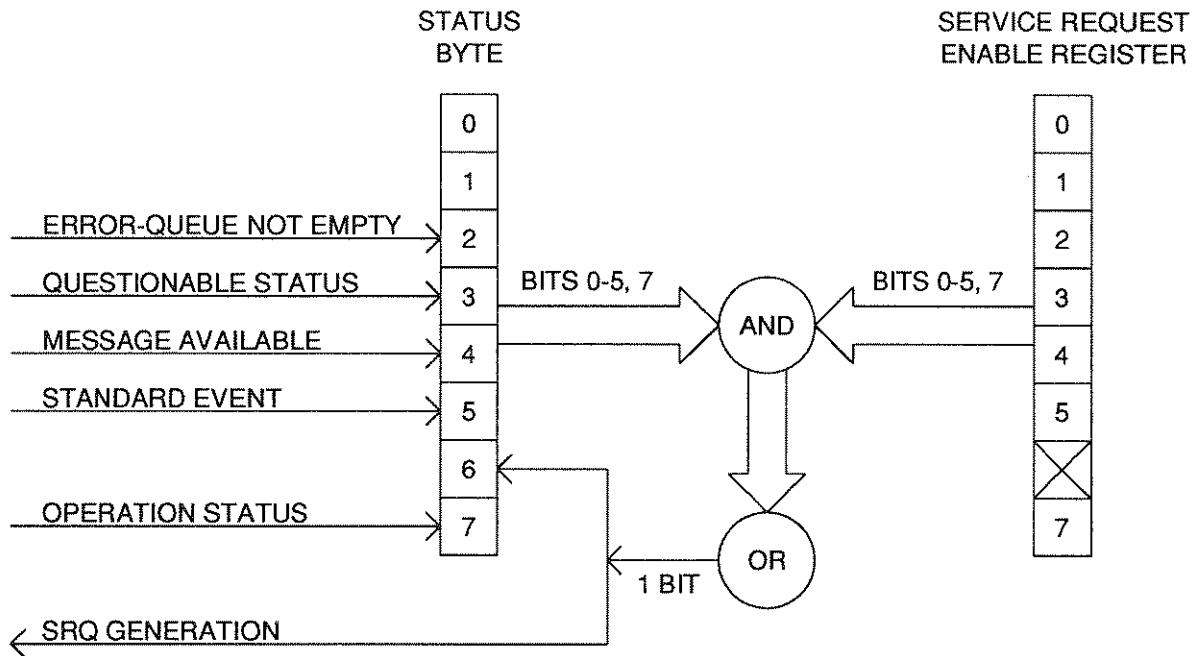 STATUS
BYTE
SERVICE REQUEST
ENABLE REGISTER
0
1
ERROR-QUEUE NOT EMPTY
2
QUESTIONABLE STATUS
3
MESSAGE AVAILABLE
4
STANDARD EVENT
5
6
OPERATION STATUS
7
BITS 0-5, 7
AND
BITS 0-5, 7
OR
1 BIT
SRQ GENERATION
0
1
2
3
4
5
7